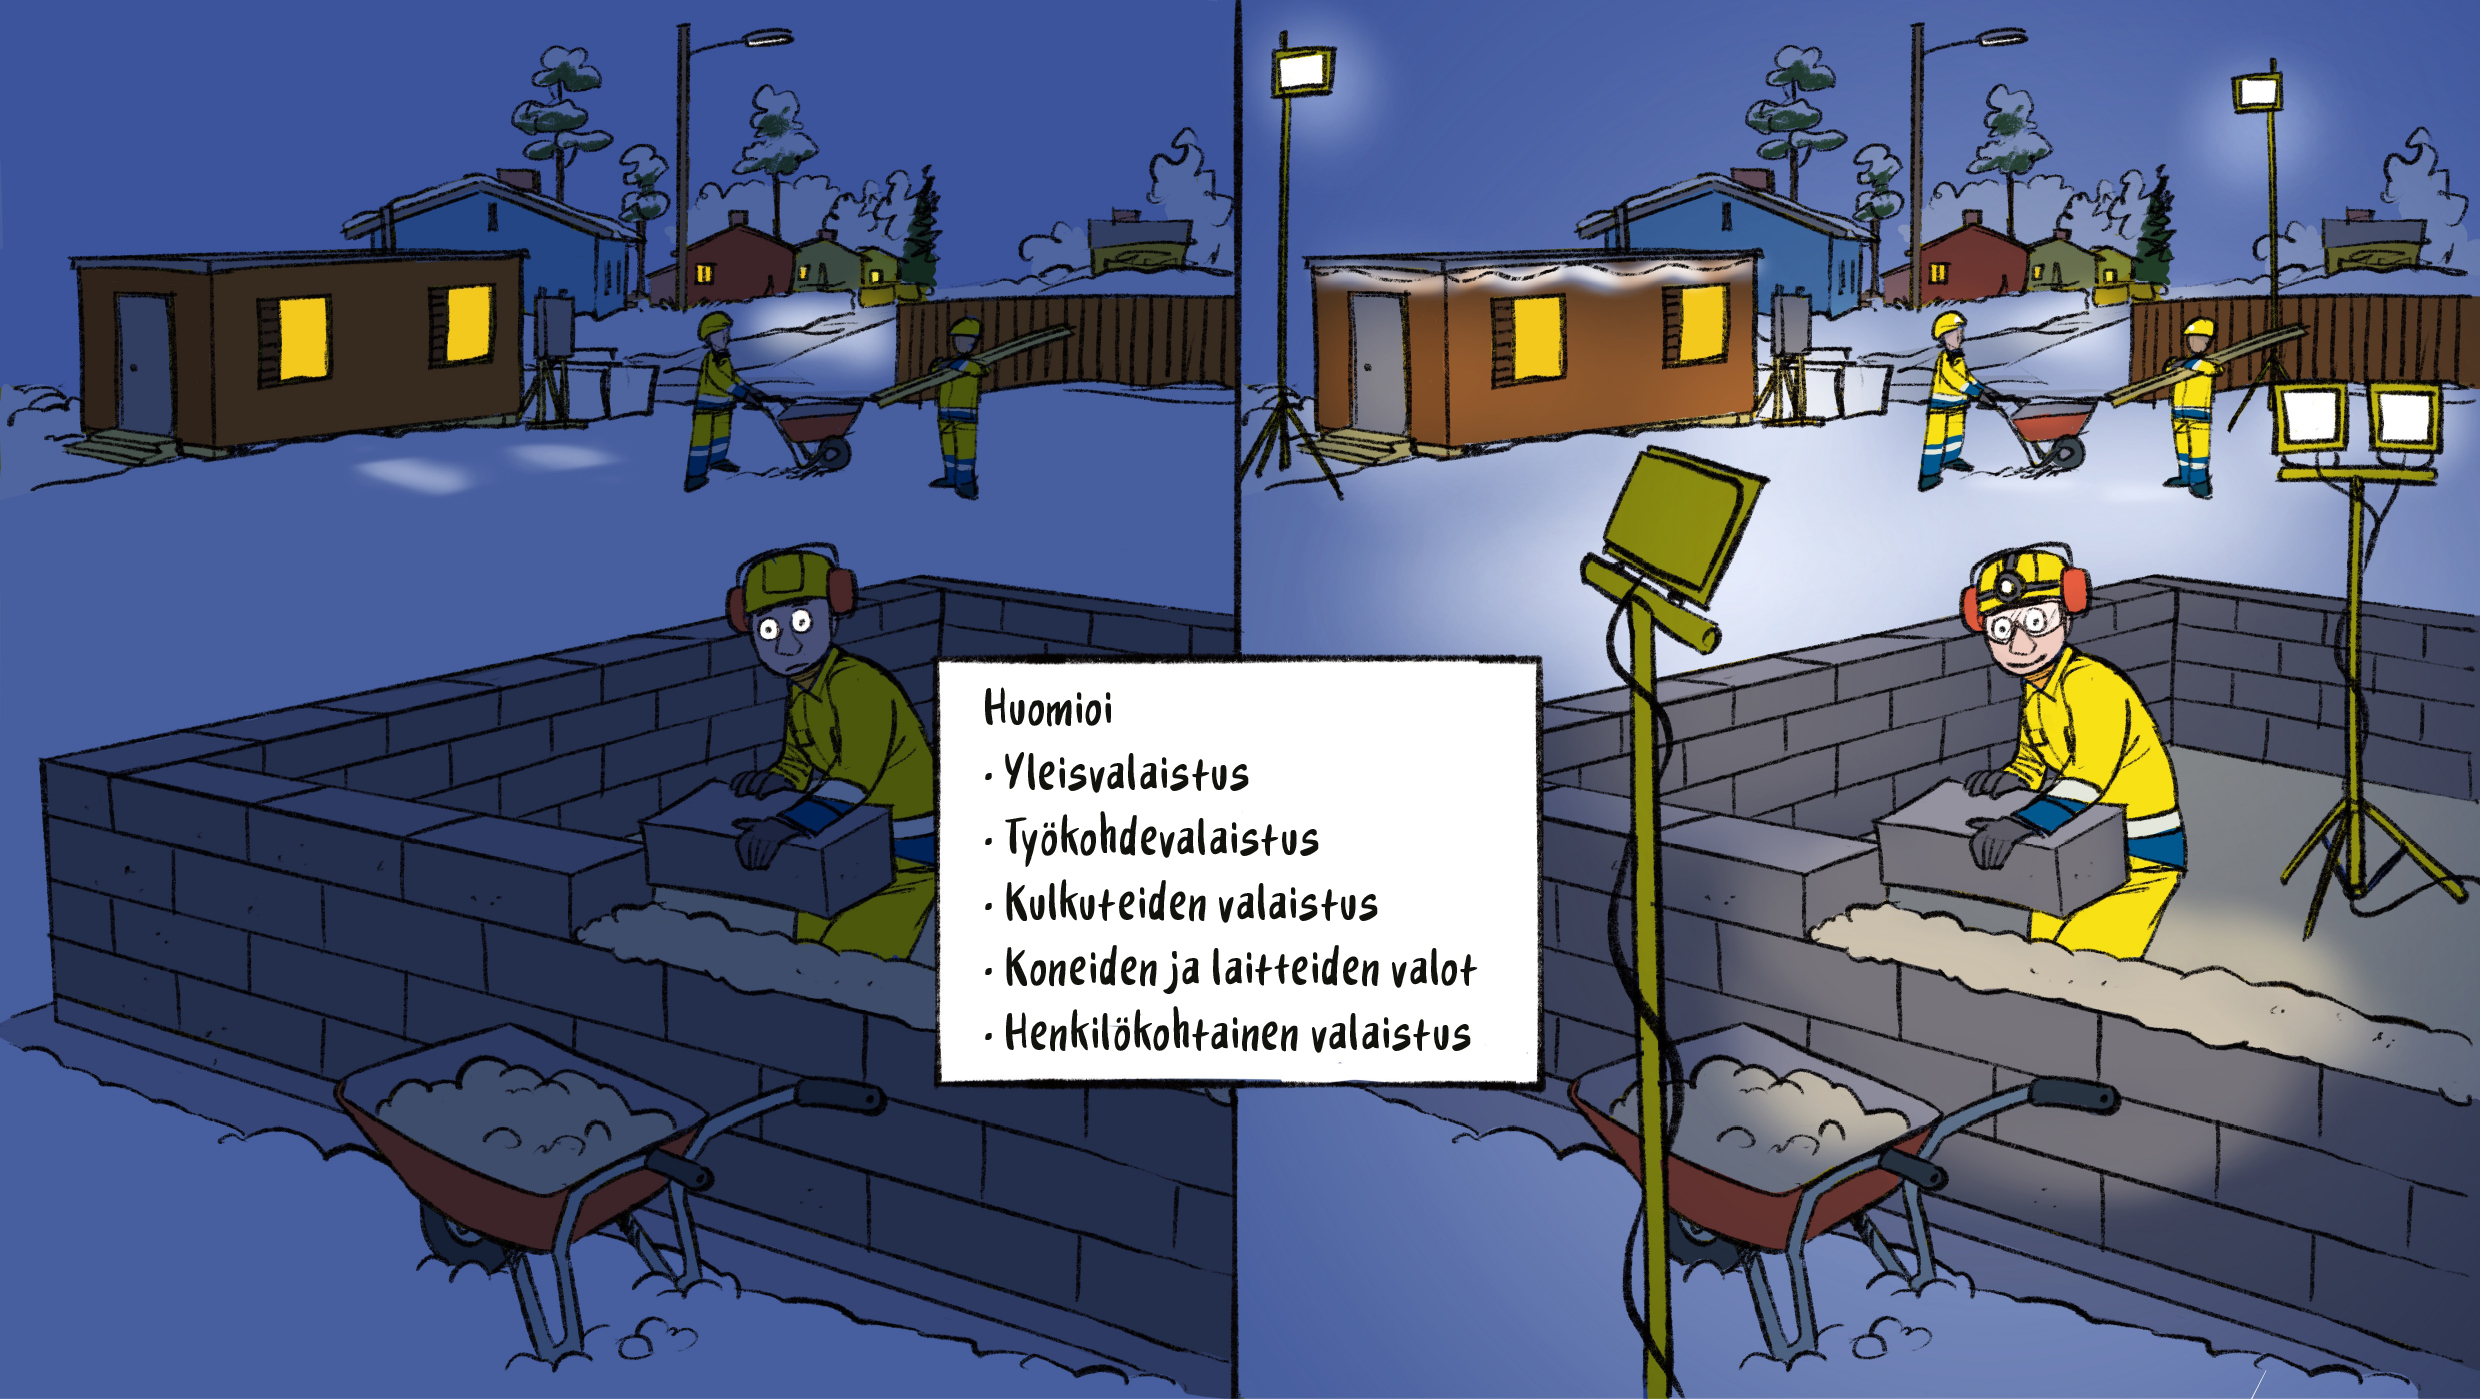 Huomioi
• Yleisvalaistus
• Työkohdevalaistus
• Kulkuteiden valaistus
• Koneiden ja laitteiden valot
• Henkilökohtainen valaistus